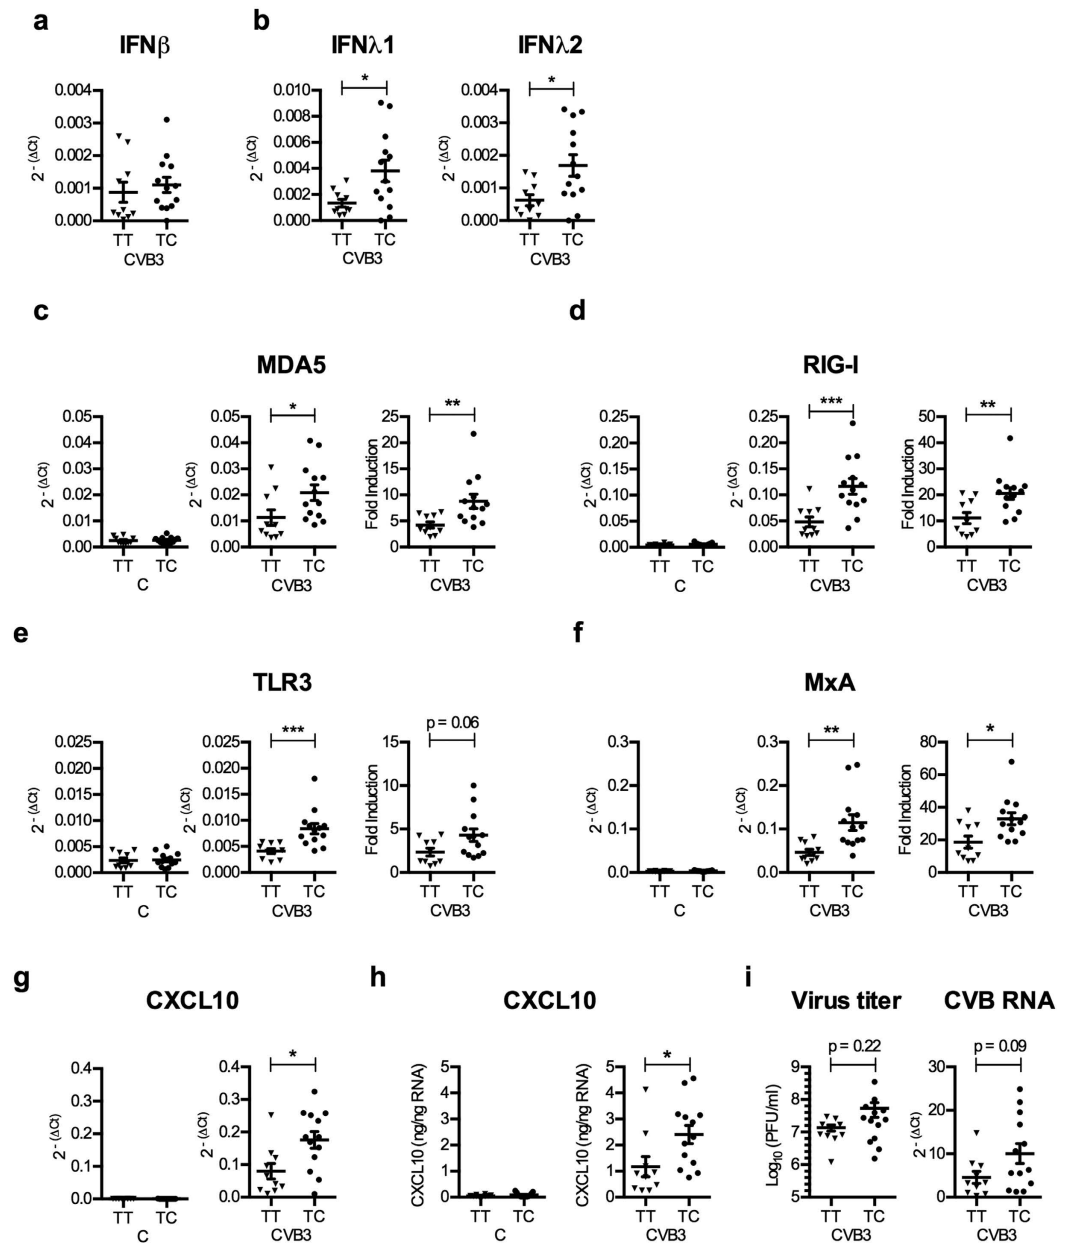 a
b
IFNβ
IFNλ1
IFNλ2
2 - (ΔCt)
0.004
0.003
0.002
0.001
0.000
TT TC
CVB3
2 - (ΔCt)
0.010
0.008
0.006
0.004
0.002
0.000
*
TT TC
CVB3
2 - (ΔCt)
0.004
0.003
0.002
0.001
0.000
*
TT TC
CVB3
c
MDA5
2 - (ΔCt)
0.05
0.04
0.03
0.02
0.01
0.00
TT TC
C
2 - (ΔCt)
0.05
0.04
0.03
0.02
0.01
0.00
*
TT TC
CVB3
Fold Induction
25
20
15
10
5
0
**
TT TC
CVB3
d
RIG-I
2 - (ΔCt)
0.25
0.20
0.15
0.10
0.05
0.00
TT TC
C
2 - (ΔCt)
0.25
0.20
0.15
0.10
0.05
0.00
***
TT TC
CVB3
Fold Induction
50
40
30
20
10
0
**
TT TC
CVB3
e
TLR3
2 - (ΔCt)
0.025
0.020
0.015
0.010
0.005
0.000
TT TC
C
2 - (ΔCt)
0.025
0.020
0.015
0.010
0.005
0.000
***
TT TC
CVB3
Fold Induction
15
10
5
0
p = 0.06
TT TC
CVB3
f
MxA
2 - (ΔCt)
0.3
0.2
0.1
0.0
TT TC
C
2 - (ΔCt)
0.3
0.2
0.1
0.0
**
TT TC
CVB3
Fold Induction
80
60
40
20
0
*
TT TC
CVB3
g
CXCL10
2 - (ΔCt)
0.4
0.3
0.2
0.1
0.0
TT TC
C
2 - (ΔCt)
0.4
0.3
0.2
0.1
0.0
*
TT TC
CVB3
h
CXCL10
CXCL10 (ng/ng RNA)
5
4
3
2
1
0
TT TC
C
CXCL10 (ng/ng RNA)
5
4
3
2
1
0
*
TT TC
CVB3
i
Virus titer
p = 0.22
Log10 (PFU/ml)
9
8
7
6
5
TT TC
CVB3
CVB RNA
p = 0.09
2 - (ΔCt)
30
20
10
0
TT TC
CVB3